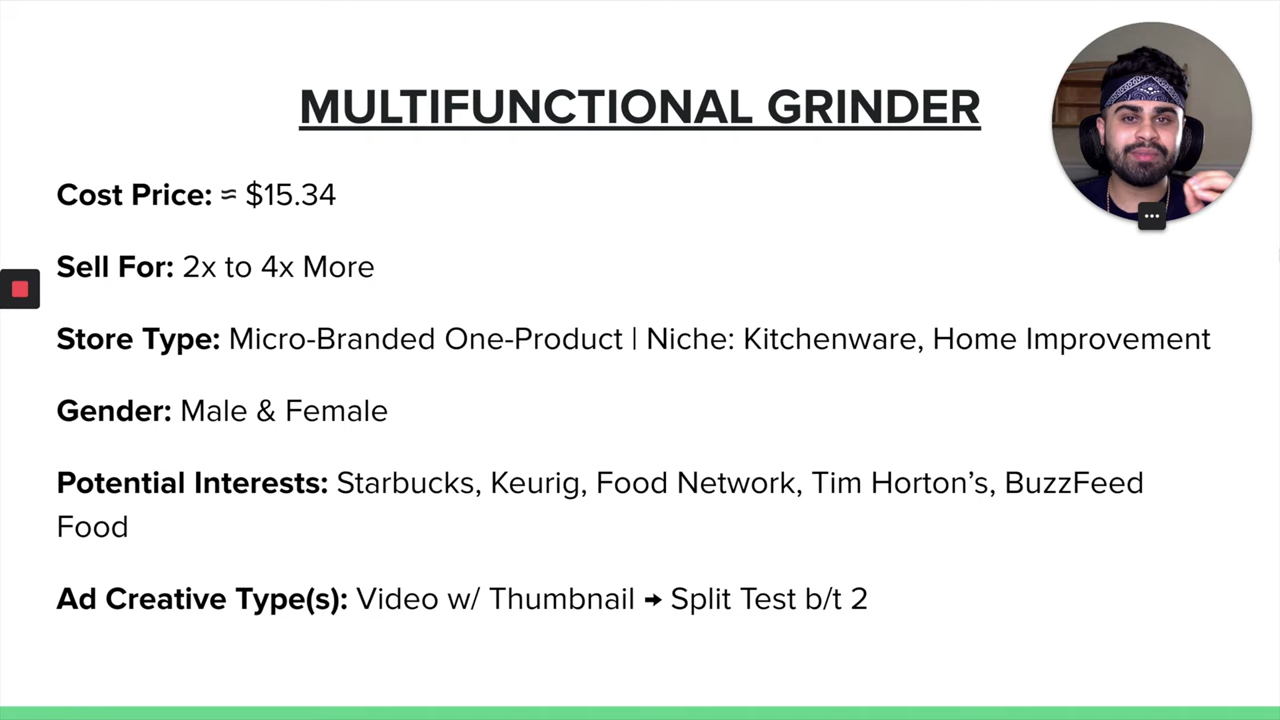 MULTIFUNCTIONAL GRINDER
Cost Price: ≂ $15.34
Sell For: 2x to 4x More
Store Type: Micro-Branded One-Product | Niche: Kitchenware, Home Improvement
Gender: Male & Female
Potential Interests: Starbucks, Keurig, Food Network, Tim Horton’s, BuzzFeed
Food
Ad Creative Type(s): Video w/ Thumbnail → Split Test b/t 2